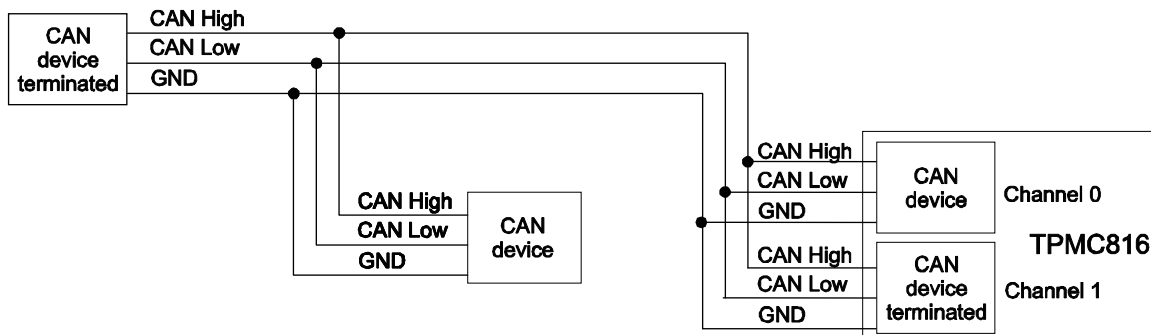 CAN
device
terminated
CAN High
CAN Low
GND
CAN High
CAN Low
GND
CAN
device
CAN High
CAN Low
GND
CAN
device
Channel 0
TPMC816
CAN High
CAN Low
GND
CAN
device
terminated
Channel 1